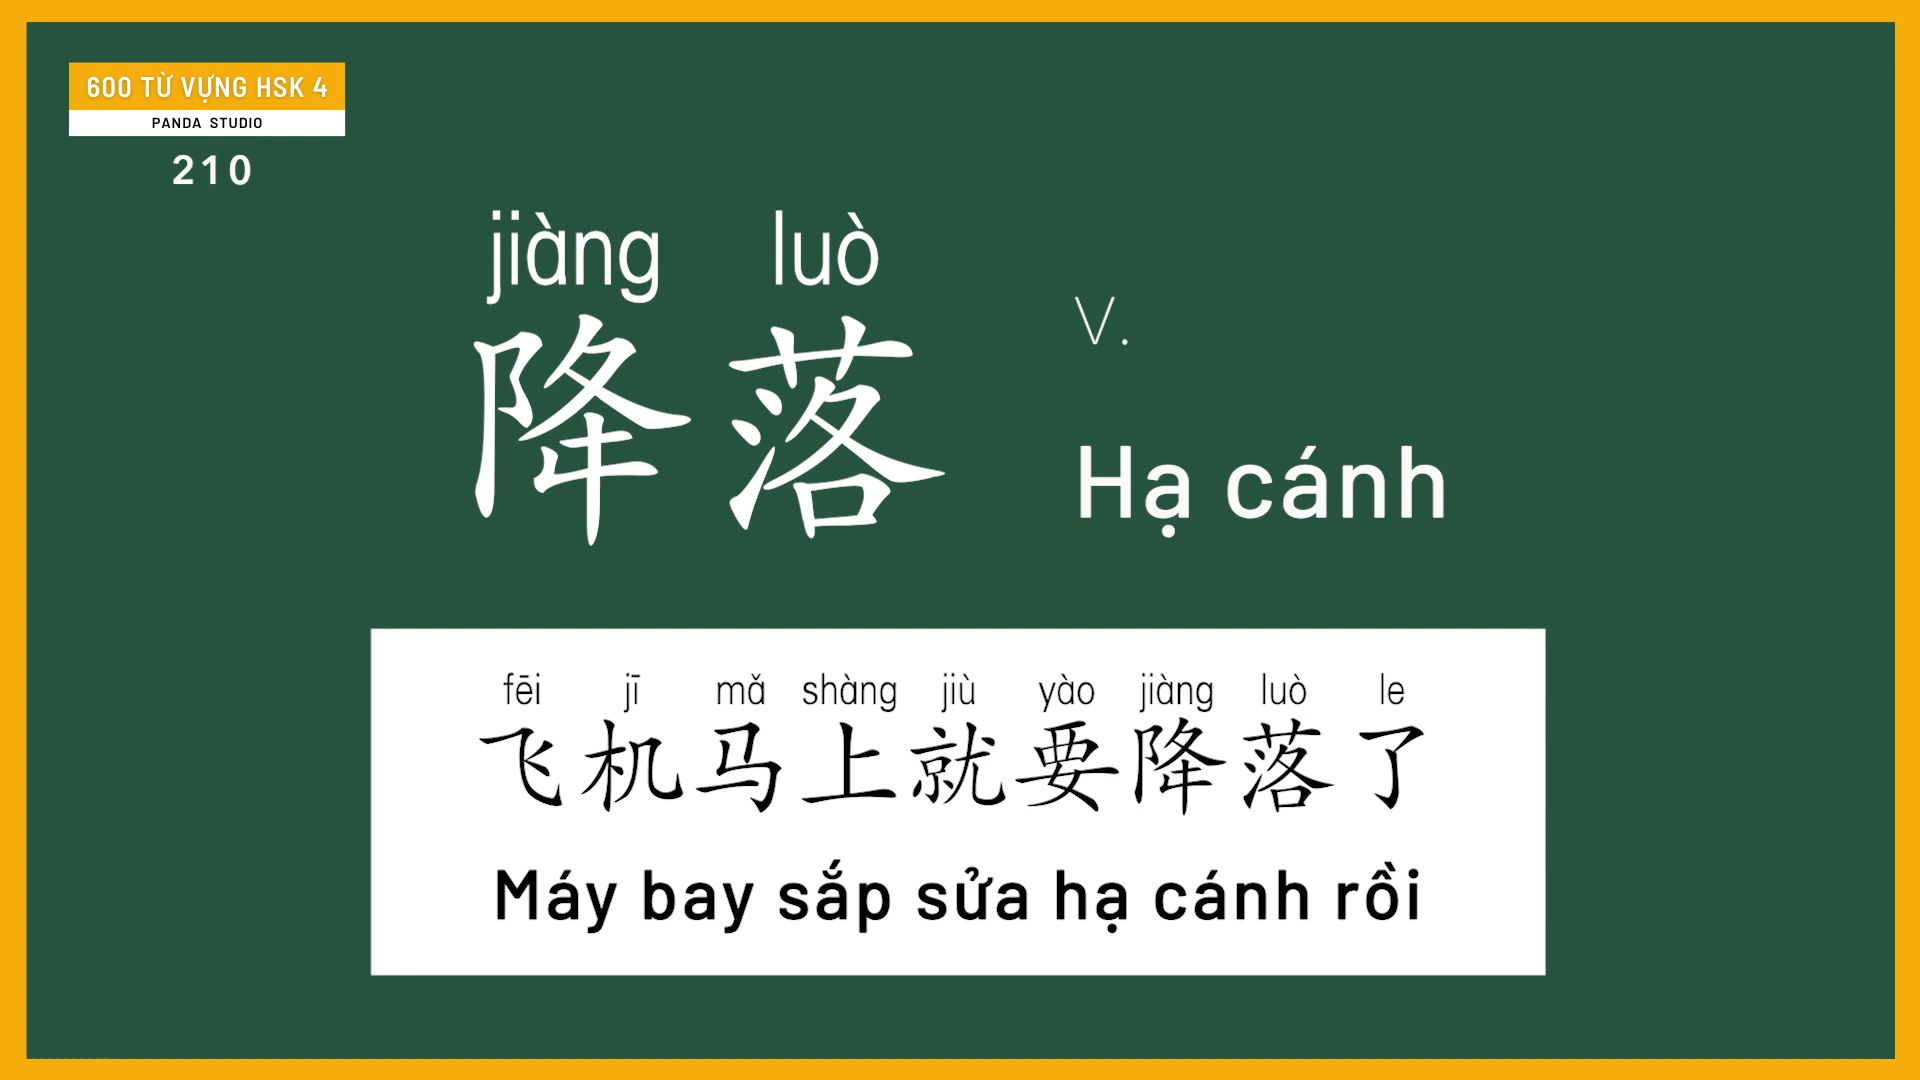 600 TỪ VỰNG HSK 4
PANDA STUDIO
210
jiàng luò
降落
V.
Hạ cánh
fēi jī mǎ shàng jiù yào jiàng luò le
飞机马上就要降落了
Máy bay sắp sửa hạ cánh rồi